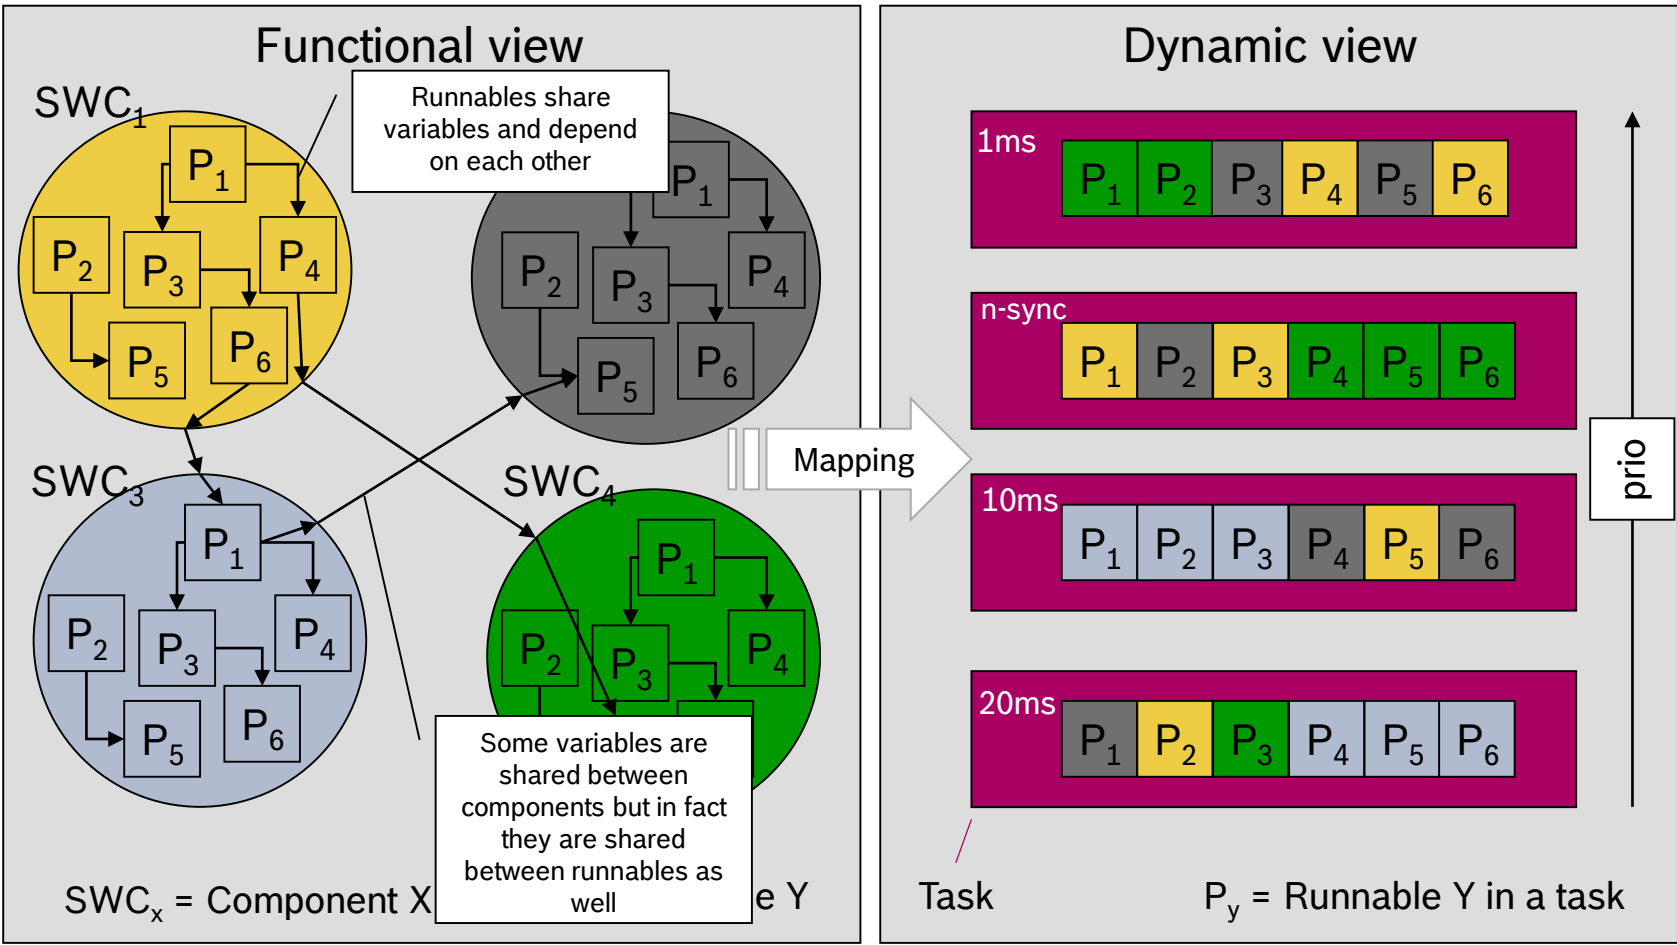 Functional view
SWC1
Runnables share
variables and depend
on each other
P1
P2
P3
P4
P5
P6
P1
P2
P3
P4
P5
P6
SWC3
P1
P2
P3
P4
P5
P6
SWC4
P1
P2
P3
P4
Some variables are
shared between
components but in fact
they are shared
between runnables as
well
SWCx = Component X
e Y
Mapping
Dynamic view
1ms
P1 P2 P3 P4 P5 P6
n-sync
P1 P2 P3 P4 P5 P6
10ms
P1 P2 P3 P4 P5 P6
20ms
P1 P2 P3 P4 P5 P6
prio
Task
Py = Runnable Y in a task